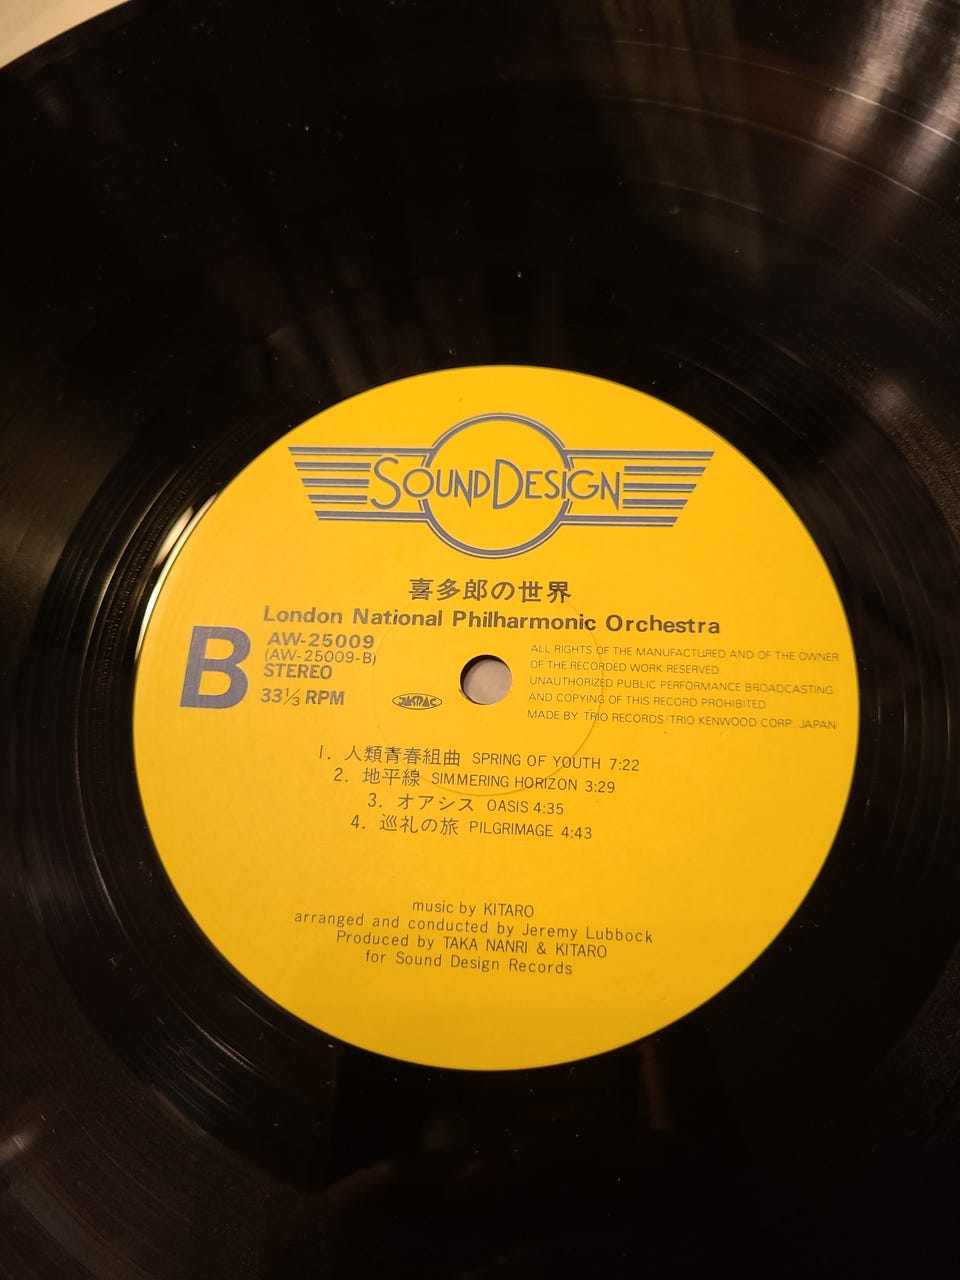 SOUND DESIGN
喜多郎の世界
London National Philharmonic Orchestra
B
AW-25009
(AW-25009-B)
STEREO
33 1/3 RPM
JASRAC
ALL RIGHTS OF THE MANUFACTURED AND OF THE OWNER
OF THE RECORDED WORK RESERVED
UNAUTHORIZED PUBLIC PERFORMANCE BROADCASTING
AND COPYING OF THIS RECORD PROHIBITED
MADE BY TRIO RECORDS/TRIO KENWOOD CORP. JAPAN
1. 人類青春組曲 SPRING OF YOUTH 7:22
2. 地平線 SIMMERING HORIZON 3:29
3. オアシス OASIS 4:35
4. 巡礼の旅 PILGRIMAGE 4:43
music by KITARO
arranged and conducted by Jeremy Lubbock
Produced by TAKA NANRI & KITARO
for Sound Design Records